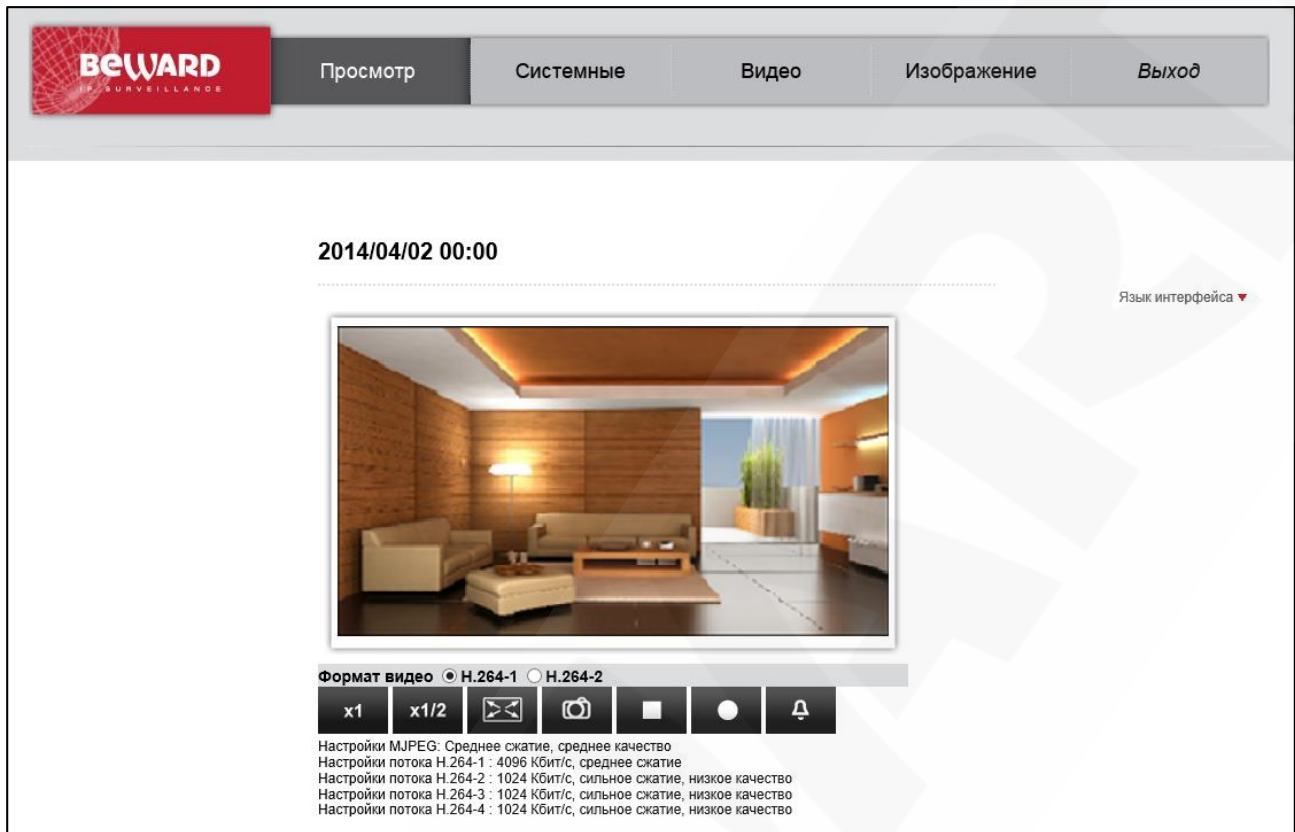 BEWARD
IP SURVEILLANCE
Просмотр
Системные
Видео
Изображение
Выход
2014/04/02 00:00
Язык интерфейса
Формат видео H.264-1 H.264-2
x1 x1/2
Настройки MJPEG: Среднее сжатие, среднее качество
Настройки потока H.264-1 : 4096 Кбит/с, среднее сжатие
Настройки потока H.264-2 : 1024 Кбит/с, сильное сжатие, низкое качество
Настройки потока H.264-3 : 1024 Кбит/с, сильное сжатие, низкое качество
Настройки потока H.264-4 : 1024 Кбит/с, сильное сжатие, низкое качество